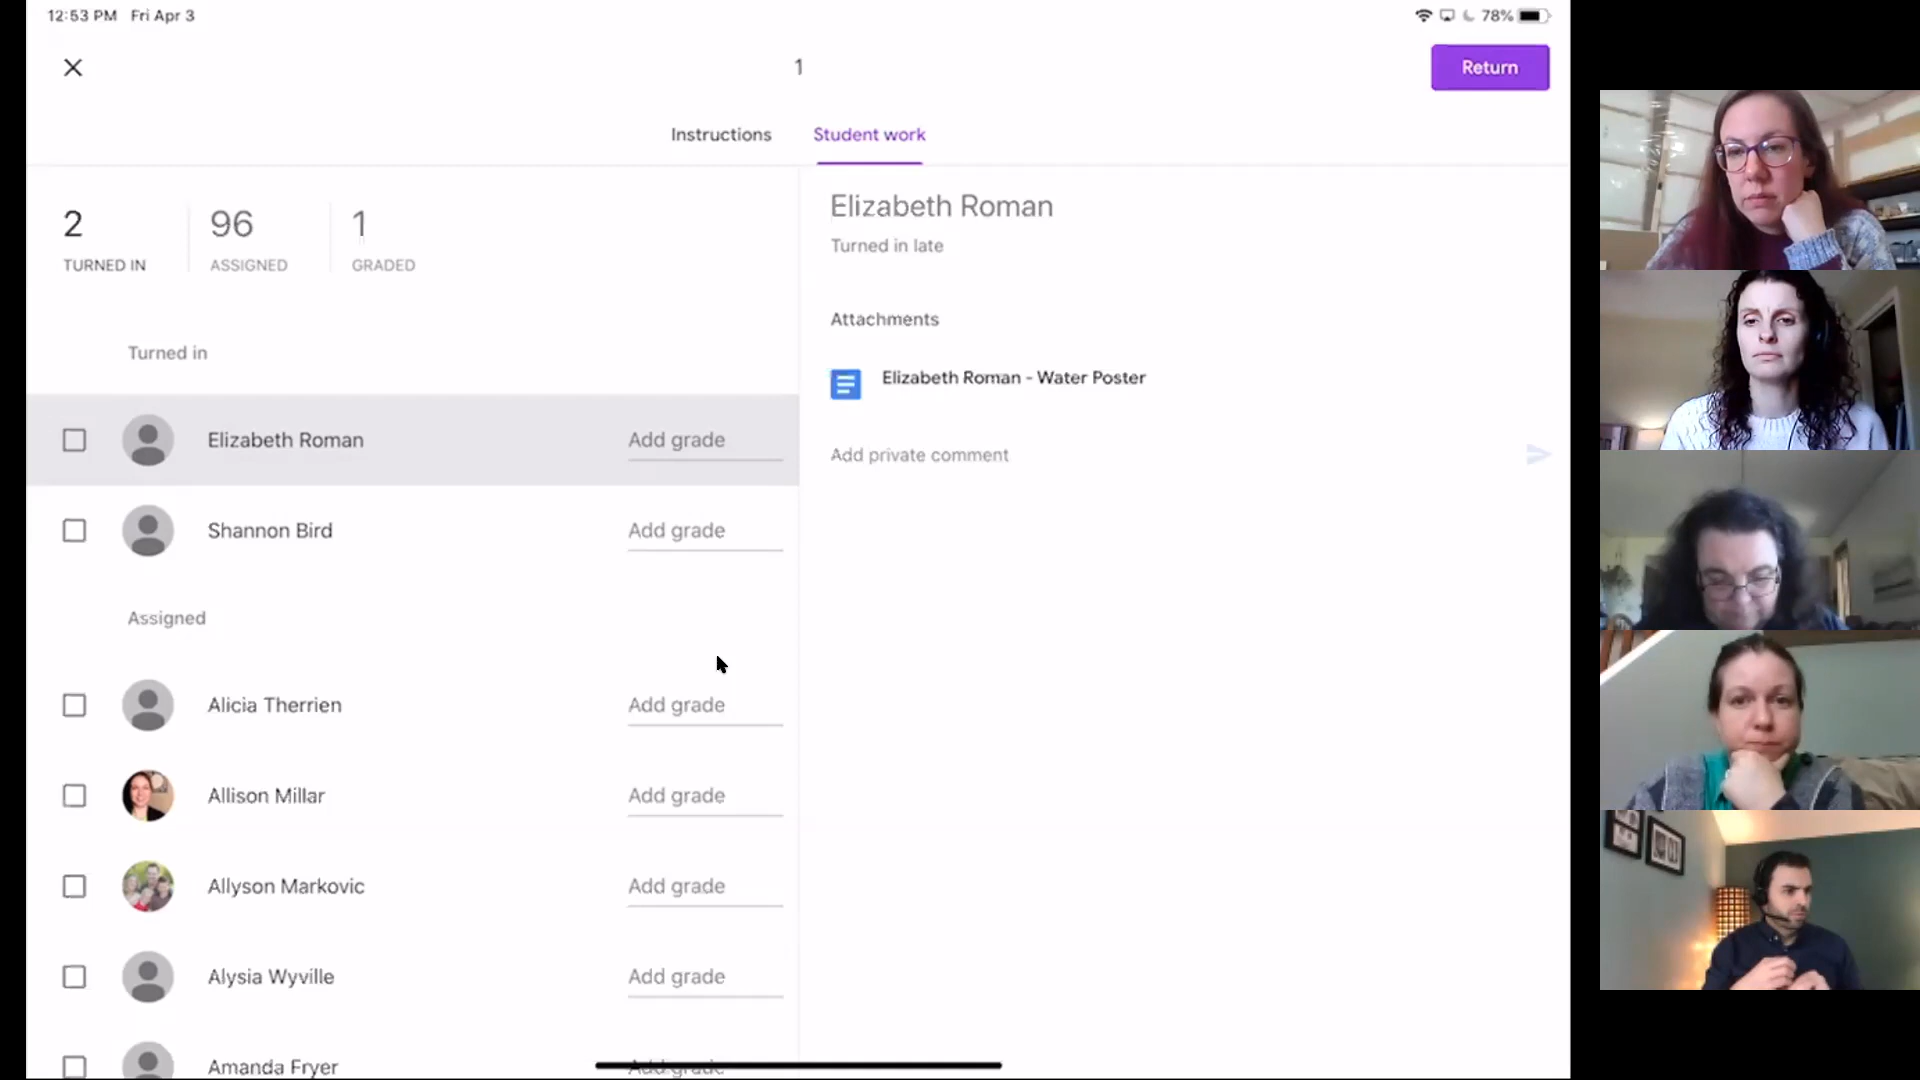 12:53 PM Fri Apr 3
78%
1
Return
Instructions
Student work
2
TURNED IN
96
ASSIGNED
1
GRADED
Turned in
Elizabeth Roman
Add grade
Shannon Bird
Add grade
Assigned
Alicia Therrien
Add grade
Allison Millar
Add grade
Allyson Markovic
Add grade
Alysia Wyville
Add grade
Amanda Fryer
Add grade
Elizabeth Roman
Turned in late
Attachments
Elizabeth Roman - Water Poster
Add private comment